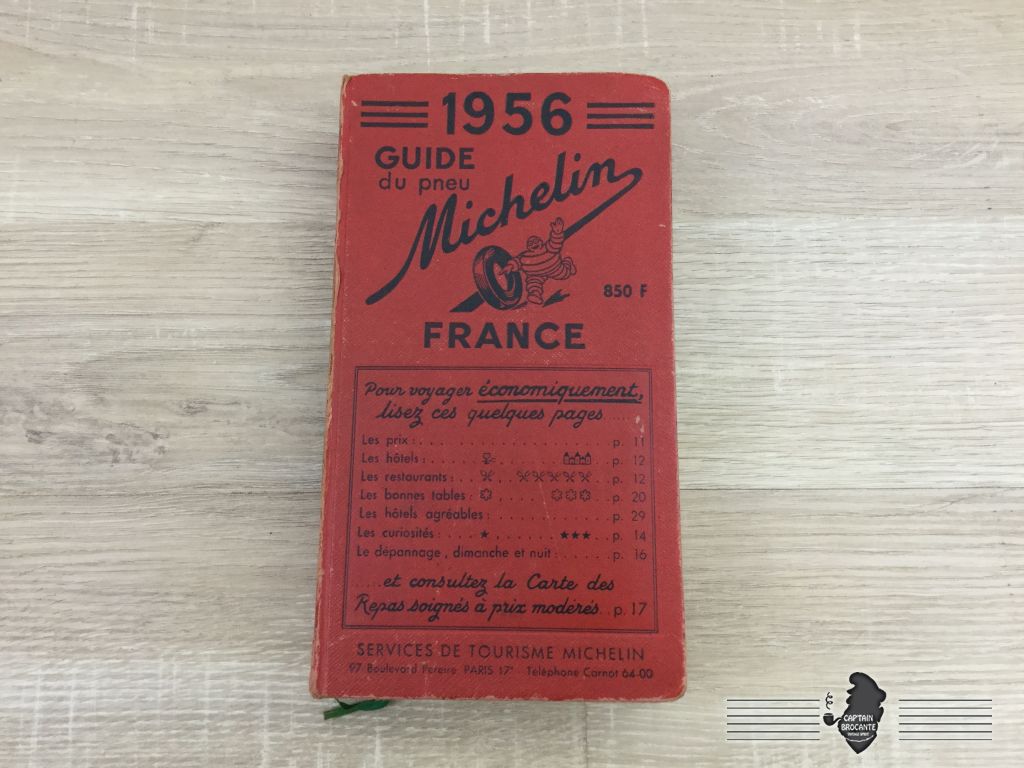 1956
GUIDE
du pneu
Michelin
850 F
FRANCE
Pour voyager économiquement,
lisez ces quelques pages.....
Les prix : . . . . . . . . . . . . . . . . . . p. 11
Les hôtels : . . . . . . . . . . . . . . p. 12
Les restaurants : . . . . . p. 12
Les bonnes tables : . . . . . p. 20
Les hôtels agréables : . . . . . . . . . . . p. 29
Les curiosités : . . . ★ . . . . . . . ★★★ . . p. 14
Le dépannage, dimanche et nuit : . . . . . p. 16
.....et consultez la Carte des
Repas soignés à prix modérés. . p. 17
SERVICES DE TOURISME MICHELIN
97 Boulevard Pereire PARIS 17e - Téléphone Carnot 64-00
CAPTAIN
BROCANTE